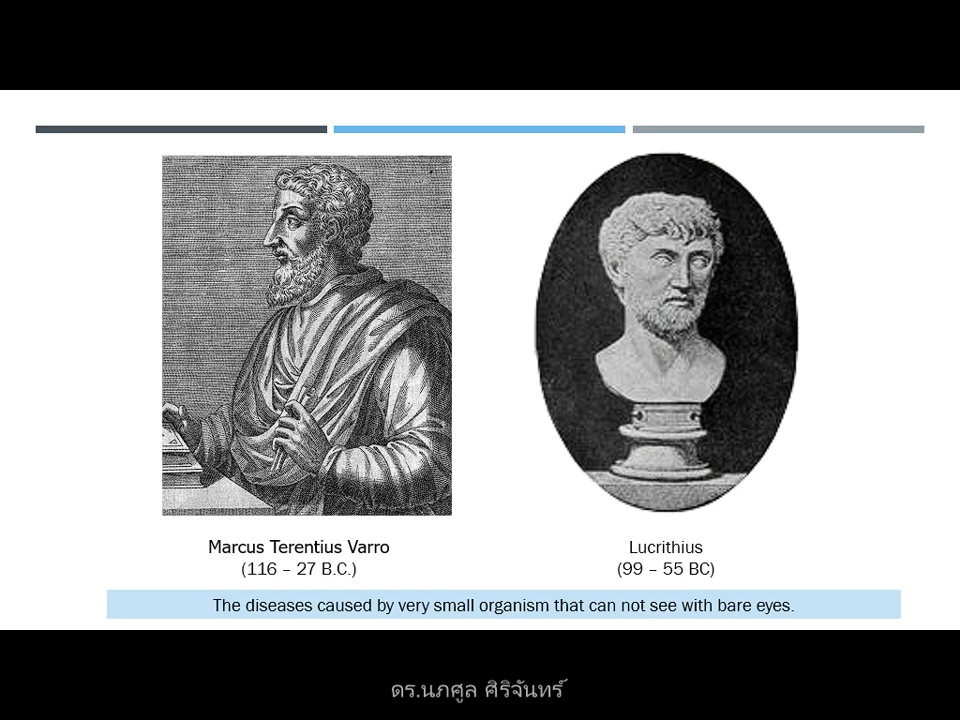 Marcus Terentius Varro
(116 – 27 B.C.)
Lucrithius
(99 – 55 BC)
The diseases caused by very small organism that can not see with bare eyes.
ดร.นภศูล ศิริจันทร์